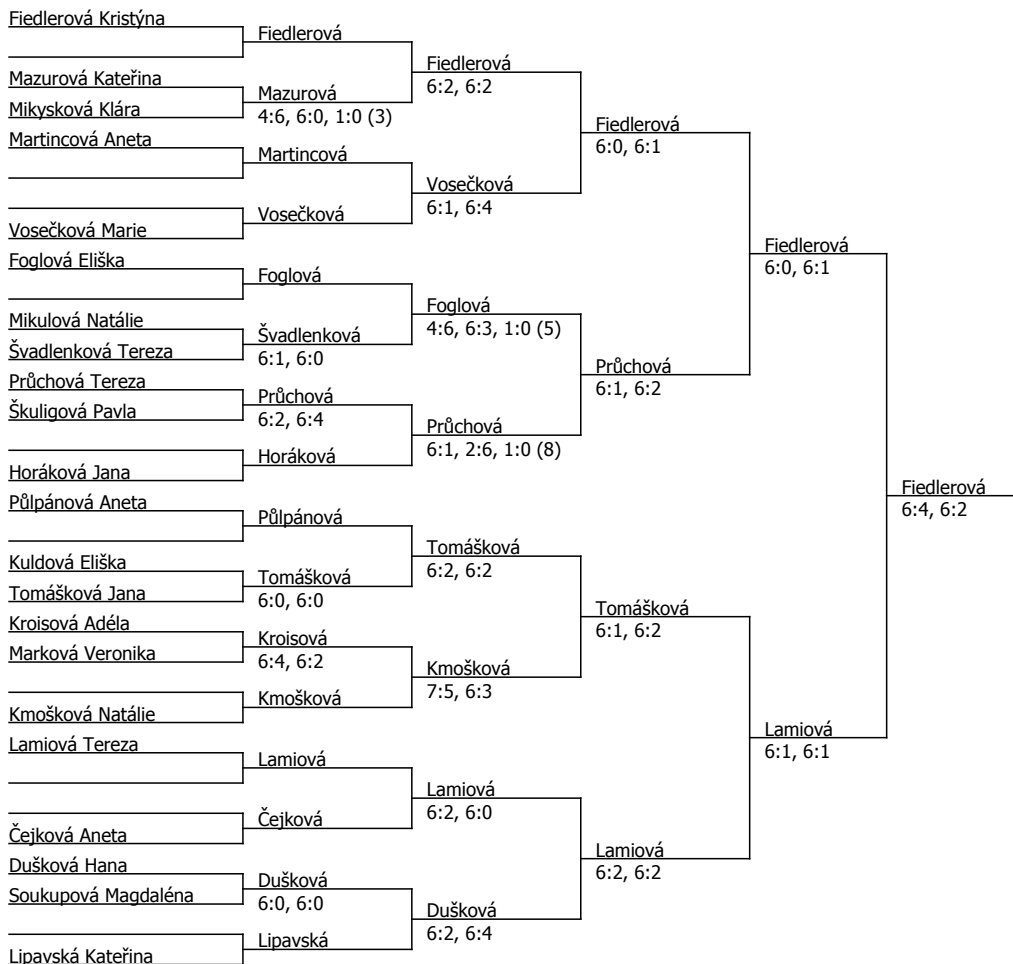 Fiedlerová Kristýna
Mazurová Kateřina
Mikysková Klára
Martincová Aneta
Vosečková Marie
Foglová Eliška
Mikulová Natálie
Švadlenková Tereza
Průchová Tereza
Škuligová Pavla
Horáková Jana
Půlpánová Aneta
Kuldová Eliška
Tomášková Jana
Kroisová Adéla
Marková Veronika
Kmošková Natálie
Lamiová Tereza
Čejková Aneta
Dušková Hana
Soukupová Magdaléna
Lipavská Kateřina
Fiedlerová
Mazurová
4:6, 6:0, 1:0 (3)
Martincová
Vosečková
Foglová
Švadlenková
6:1, 6:0
Průchová
6:2, 6:4
Horáková
Půlpánová
Tomášková
6:0, 6:0
Kroisová
6:4, 6:2
Kmošková
Lamiová
Čejková
Dušková
6:0, 6:0
Lipavská
Fiedlerová
6:2, 6:2
Vosečková
6:1, 6:4
Foglová
4:6, 6:3, 1:0 (5)
Průchová
6:1, 2:6, 1:0 (8)
Tomášková
6:2, 6:2
Kmošková
7:5, 6:3
Lamiová
6:2, 6:0
Dušková
6:2, 6:4
Fiedlerová
6:0, 6:1
Průchová
6:1, 6:2
Tomášková
6:1, 6:2
Lamiová
6:2, 6:2
Fiedlerová
6:0, 6:1
Lamiová
6:1, 6:1
Fiedlerová
6:4, 6:2